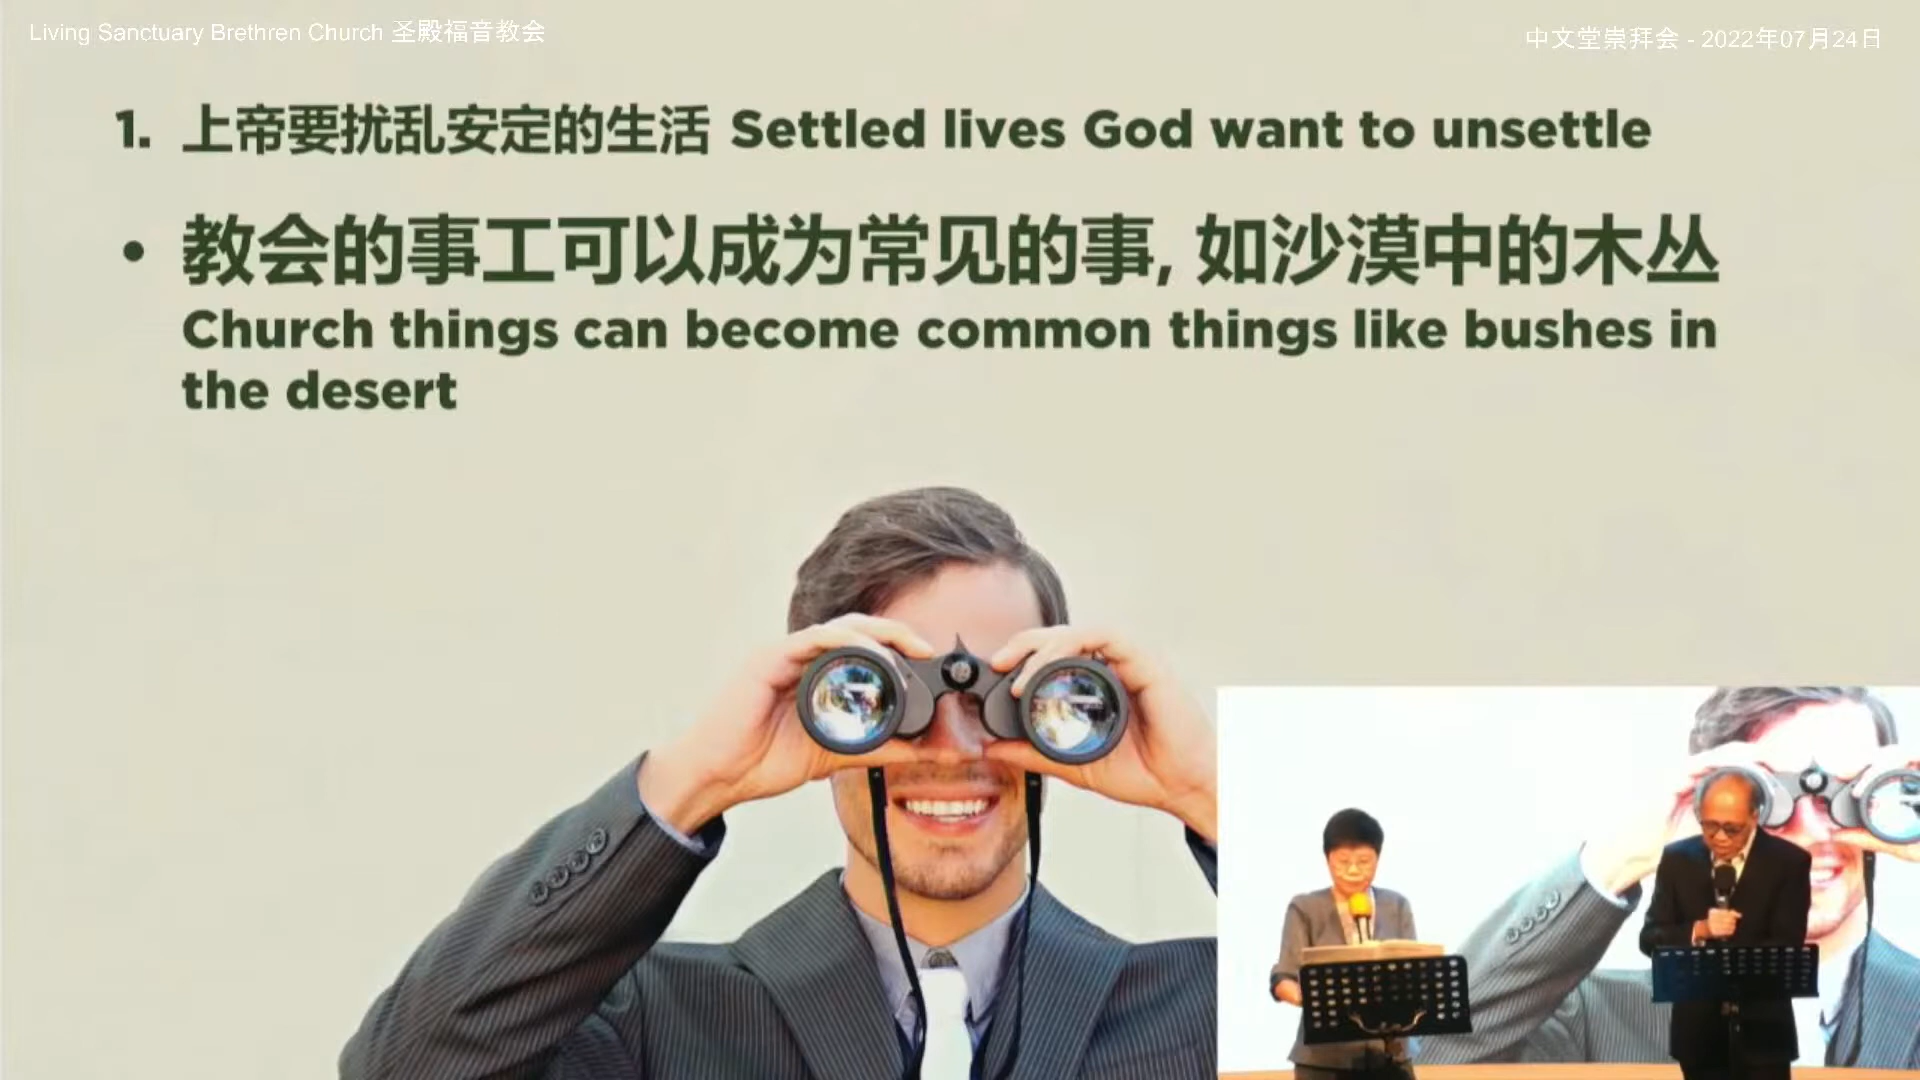 Living Sanctuary Brethren Church 圣殿福音教会
中文堂崇拜会 - 2022年07月24日
1. 上帝要扰乱安定的生活 Settled lives God want to unsettle
• 教会的事工可以成为常见的事, 如沙漠中的木丛
Church things can become common things like bushes in
the desert